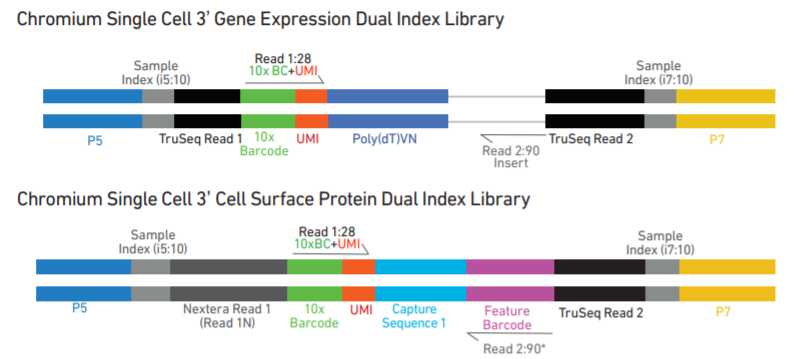 Chromium Single Cell 3’ Gene Expression Dual Index Library
Sample
Index (i5:10)
Read 1:28
10x BC+UMI
Sample
Index (i7:10)
P5
TruSeq Read 1
10x
Barcode
UMI
Poly(dT)VN
Read 2:90
Insert
TruSeq Read 2
P7
Chromium Single Cell 3’ Cell Surface Protein Dual Index Library
Sample
Index (i5:10)
Read 1:28
10xBC+UMI
Sample
Index (i7:10)
P5
Nextera Read 1
(Read 1N)
10x
Barcode
UMI
Capture
Sequence 1
Feature
Barcode
TruSeq Read 2
P7
Read 2:90*